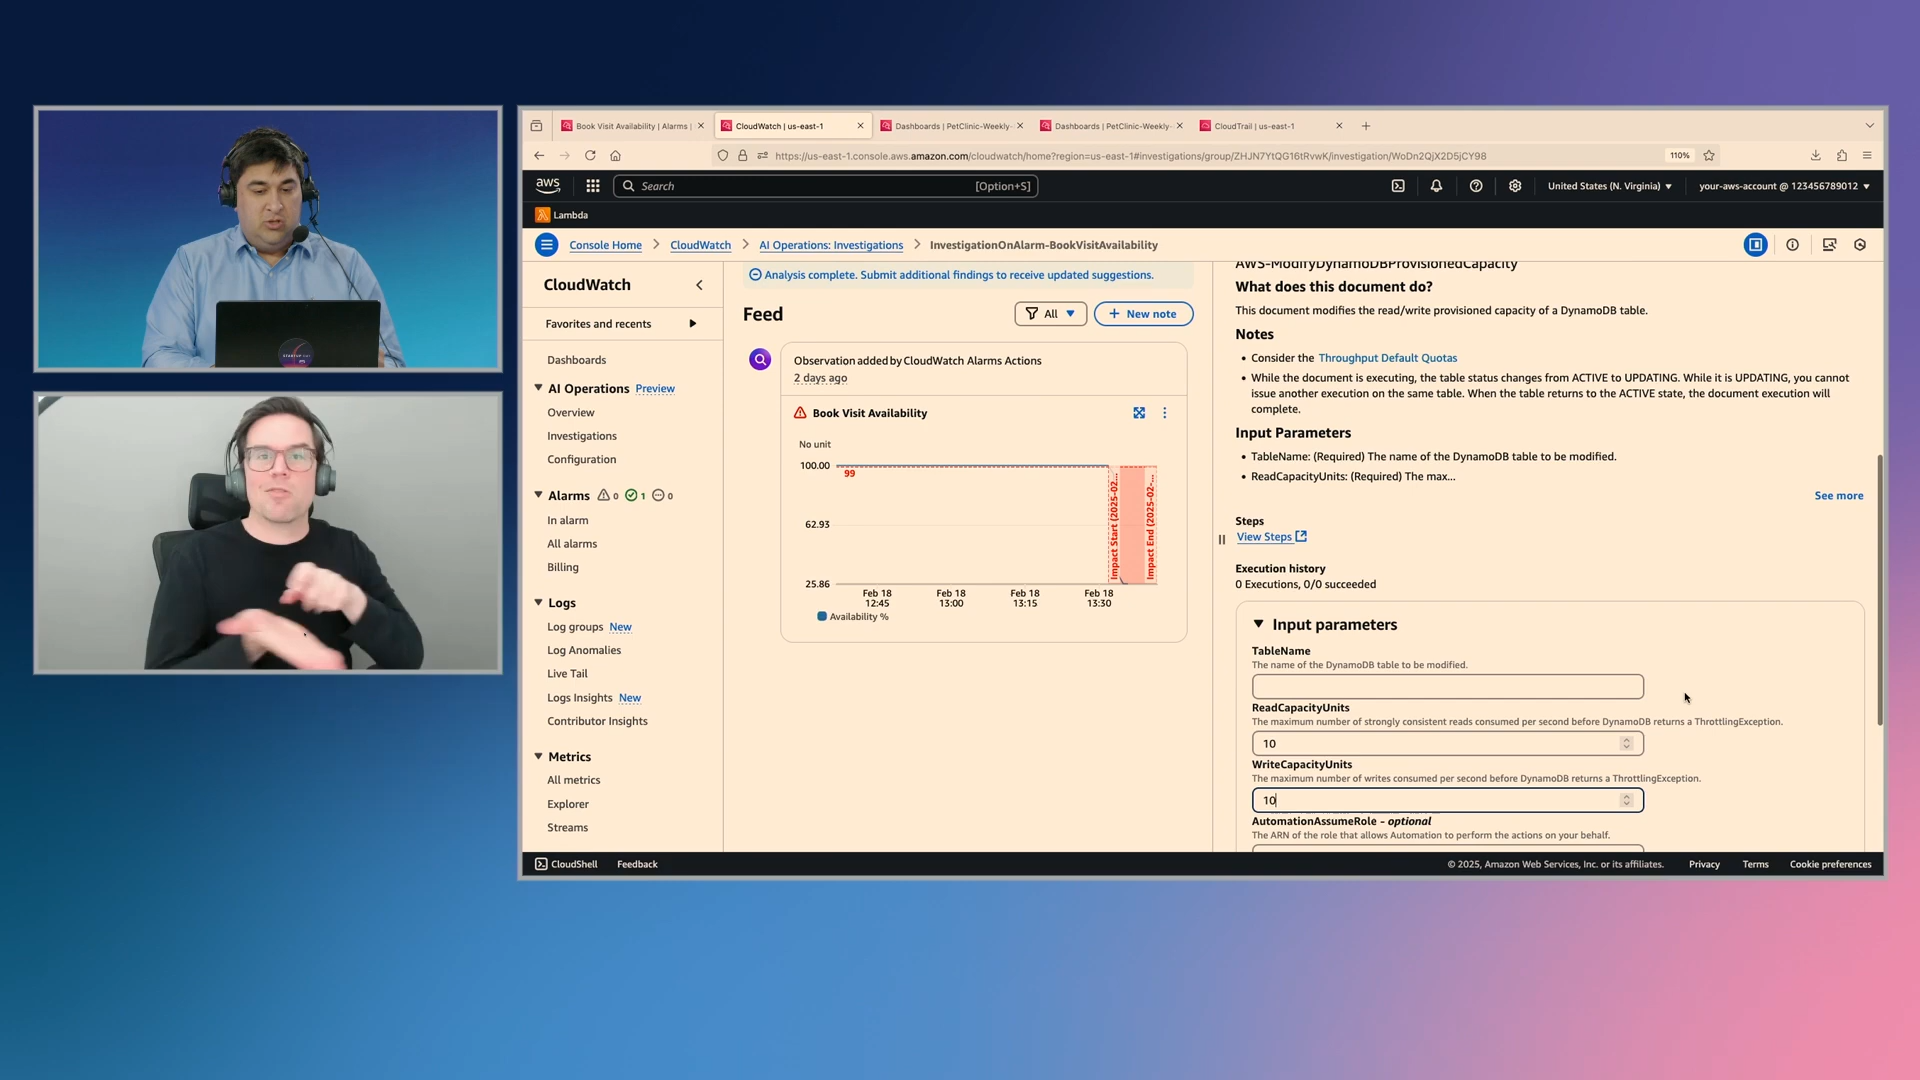 Book Visit Availability | Alarms |
CloudWatch | us-east-1
Dashboards | PetClinic-Weekly-
Dashboards | PetClinic-Weekly-
CloudTrail | us-east-1
https://us-east-1.console.aws.amazon.com/cloudwatch/home?region=us-east-1#investigations/group/ZHJN7YtQG16tRvwK/investigation/WoDn2QjX2D5jCY98
110%
aws
Search
[Option+S]
United States (N. Virginia)
your-aws-account @ 123456789012
Lambda
Console Home
CloudWatch
AI Operations: Investigations
InvestigationOnAlarm-BookVisitAvailability
CloudWatch
Favorites and recents
Dashboards
AI Operations Preview
Overview
Investigations
Configuration
Alarms 0 1 0
In alarm
All alarms
Billing
Logs
Log groups New
Log Anomalies
Live Tail
Logs Insights New
Contributor Insights
Metrics
All metrics
Explorer
Streams
Analysis complete. Submit additional findings to receive updated suggestions.
Feed
All
New note
Observation added by CloudWatch Alarms Actions
2 days ago
Book Visit Availability
No unit
100.00
99
62.93
25.86
Impact Start (2025-02...
Impact End (2025-02-...
Feb 18
12:45
Feb 18
13:00
Feb 18
13:15
Feb 18
13:30
Availability %
AWS-ModifyDynamoDBProvisionedCapacity
What does this document do?
This document modifies the read/write provisioned capacity of a DynamoDB table.
Notes
• Consider the Throughput Default Quotas
• While the document is executing, the table status changes from ACTIVE to UPDATING. While it is UPDATING, you cannot
issue another execution on the same table. When the table returns to the ACTIVE state, the document execution will
complete.
Input Parameters
• TableName: (Required) The name of the DynamoDB table to be modified.
• ReadCapacityUnits: (Required) The max...
See more
Steps
View Steps
Execution history
0 Executions, 0/0 succeeded
Input parameters
TableName
The name of the DynamoDB table to be modified.
ReadCapacityUnits
The maximum number of strongly consistent reads consumed per second before DynamoDB returns a ThrottlingException.
10
WriteCapacityUnits
The maximum number of writes consumed per second before DynamoDB returns a ThrottlingException.
10
AutomationAssumeRole - optional
The ARN of the role that allows Automation to perform the actions on your behalf.
CloudShell
Feedback
© 2025, Amazon Web Services, Inc. or its affiliates.
Privacy
Terms
Cookie preferences